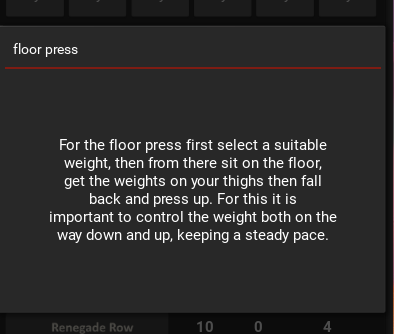 floor press
For the floor press first select a suitable
weight, then from there sit on the floor,
get the weights on your thighs then fall
back and press up. For this it is
important to control the weight both on the
way down and up, keeping a steady pace.
Renegade Row 10 0 4